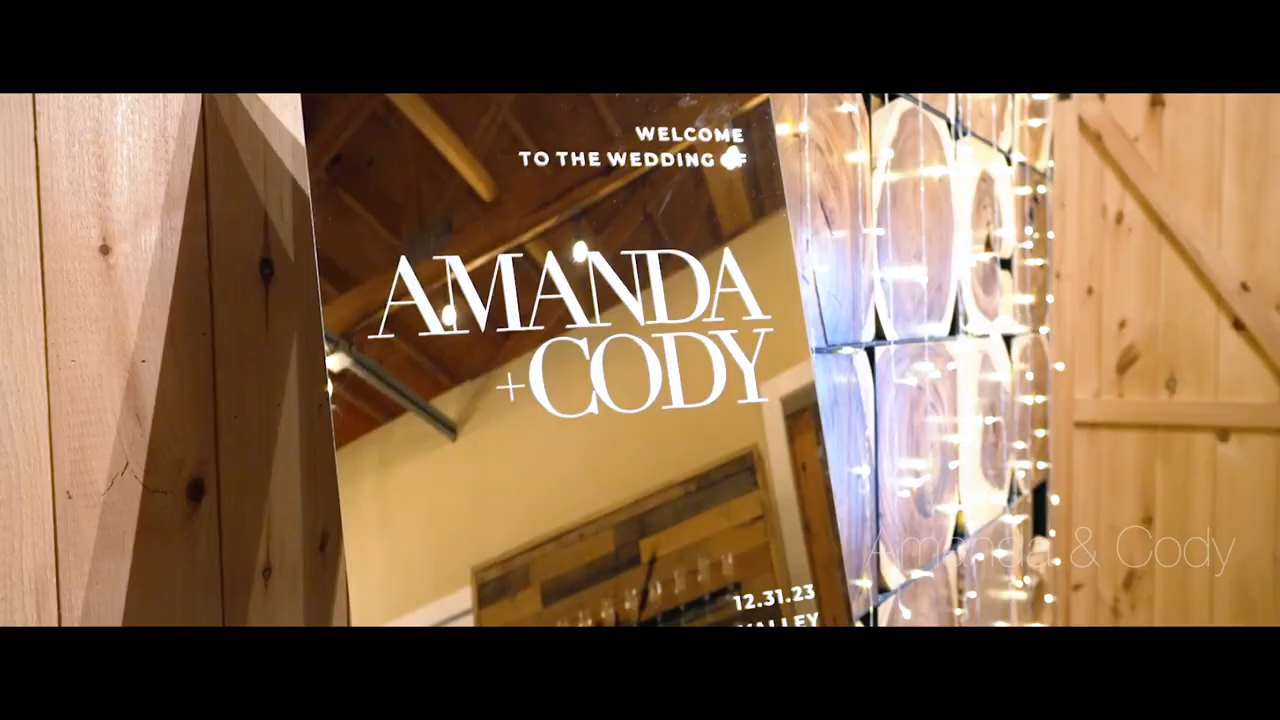 WELCOME
TO THE WEDDING OF
AMANDA
+CODY
12.31.23
VALLEY
Amanda & Cody